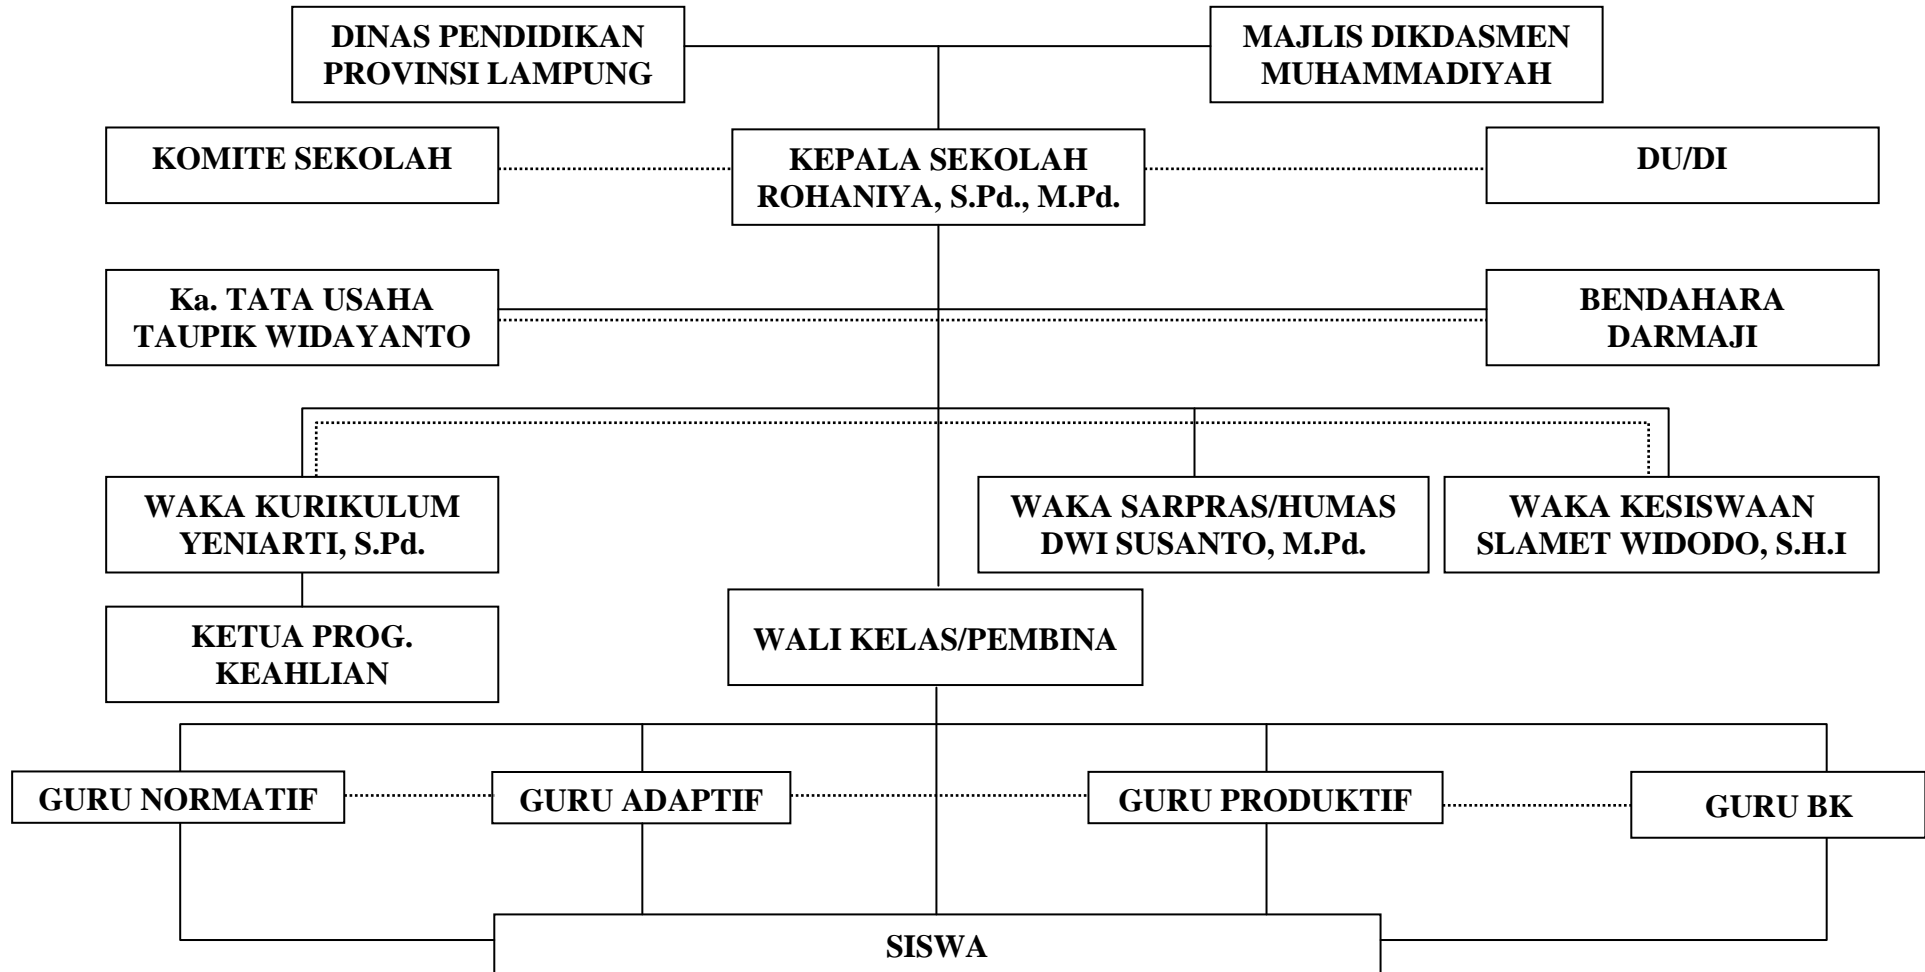 DINAS PENDIDIKAN
PROVINSI LAMPUNG
MAJLIS DIKDASMEN
MUHAMMADIYAH
KOMITE SEKOLAH
KEPALA SEKOLAH
ROHANIYA, S.Pd., M.Pd.
DU/DI
Ka. TATA USAHA
TAUPIK WIDAYANTO
BENDAHARA
DARMAJI
WAKA KURIKULUM
YENIARTI, S.Pd.
WAKA SARPRAS/HUMAS
DWI SUSANTO, M.Pd.
WAKA KESISWAAN
SLAMET WIDODO, S.H.I
KETUA PROG.
KEAHLIAN
WALI KELAS/PEMBINA
GURU NORMATIF
GURU ADAPTIF
GURU PRODUKTIF
GURU BK
SISWA